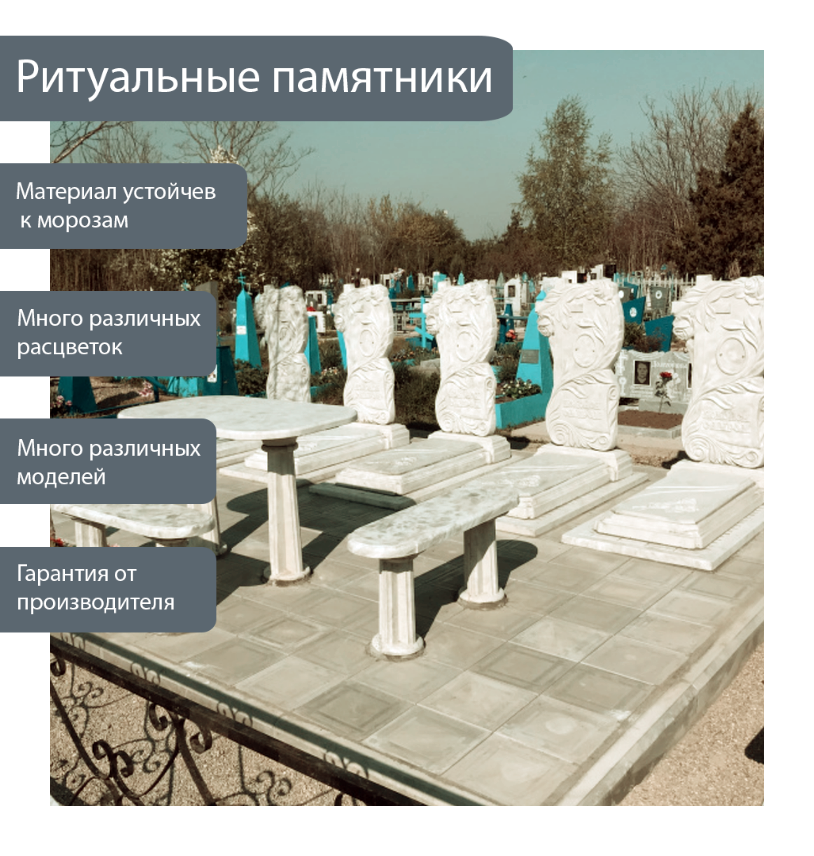 Ритуальные памятники
Материал устойчев
к морозам
Много различных
расцветок
Много различных
моделей
Гарантия от
производителя